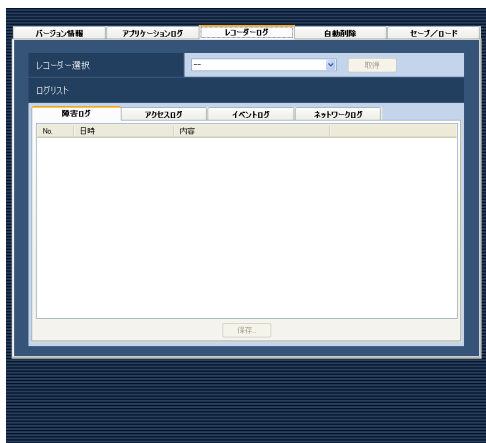 バージョン情報 アプリケーションログ レコーダーログ 自動削除 セーブ/ロード
レコーダー選択 -- 取得
ログリスト
障害ログ アクセスログ イベントログ ネットワークログ
No. 日時 内容
保存...